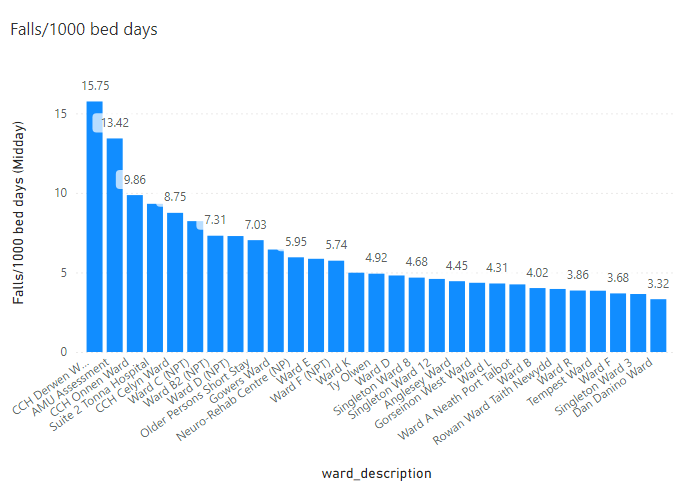 Falls/1000 bed days
Falls/1000 bed days (Midday)
15
10
5
0
15.75
13.42
9.86
8.75
7.31
7.03
5.95
5.74
4.92
4.68
4.45
4.31
4.02
3.86
3.68
3.32
CCH Derwen W...
AMU Assessment
CCH Onnen Ward
Suite 2 Tonna Hospital
CCH Celyn Ward
Ward C (NPT)
Ward B2 (NPT)
Ward D (NPT)
Older Persons Short Stay
Gowers Ward
Neuro-Rehab Centre (NP)
Ward E
Ward F (NPT)
Ward K
Ty Olwen
Ward D
Singleton Ward 8
Singleton Ward 12
Anglesey Ward
Gorseinon West Ward
Ward L
Ward A Neath Port Talbot
Ward B
Rowan Ward Taith Newydd
Ward R
Tempest Ward
Ward F
Singleton Ward 3
Dan Danino Ward
ward_description